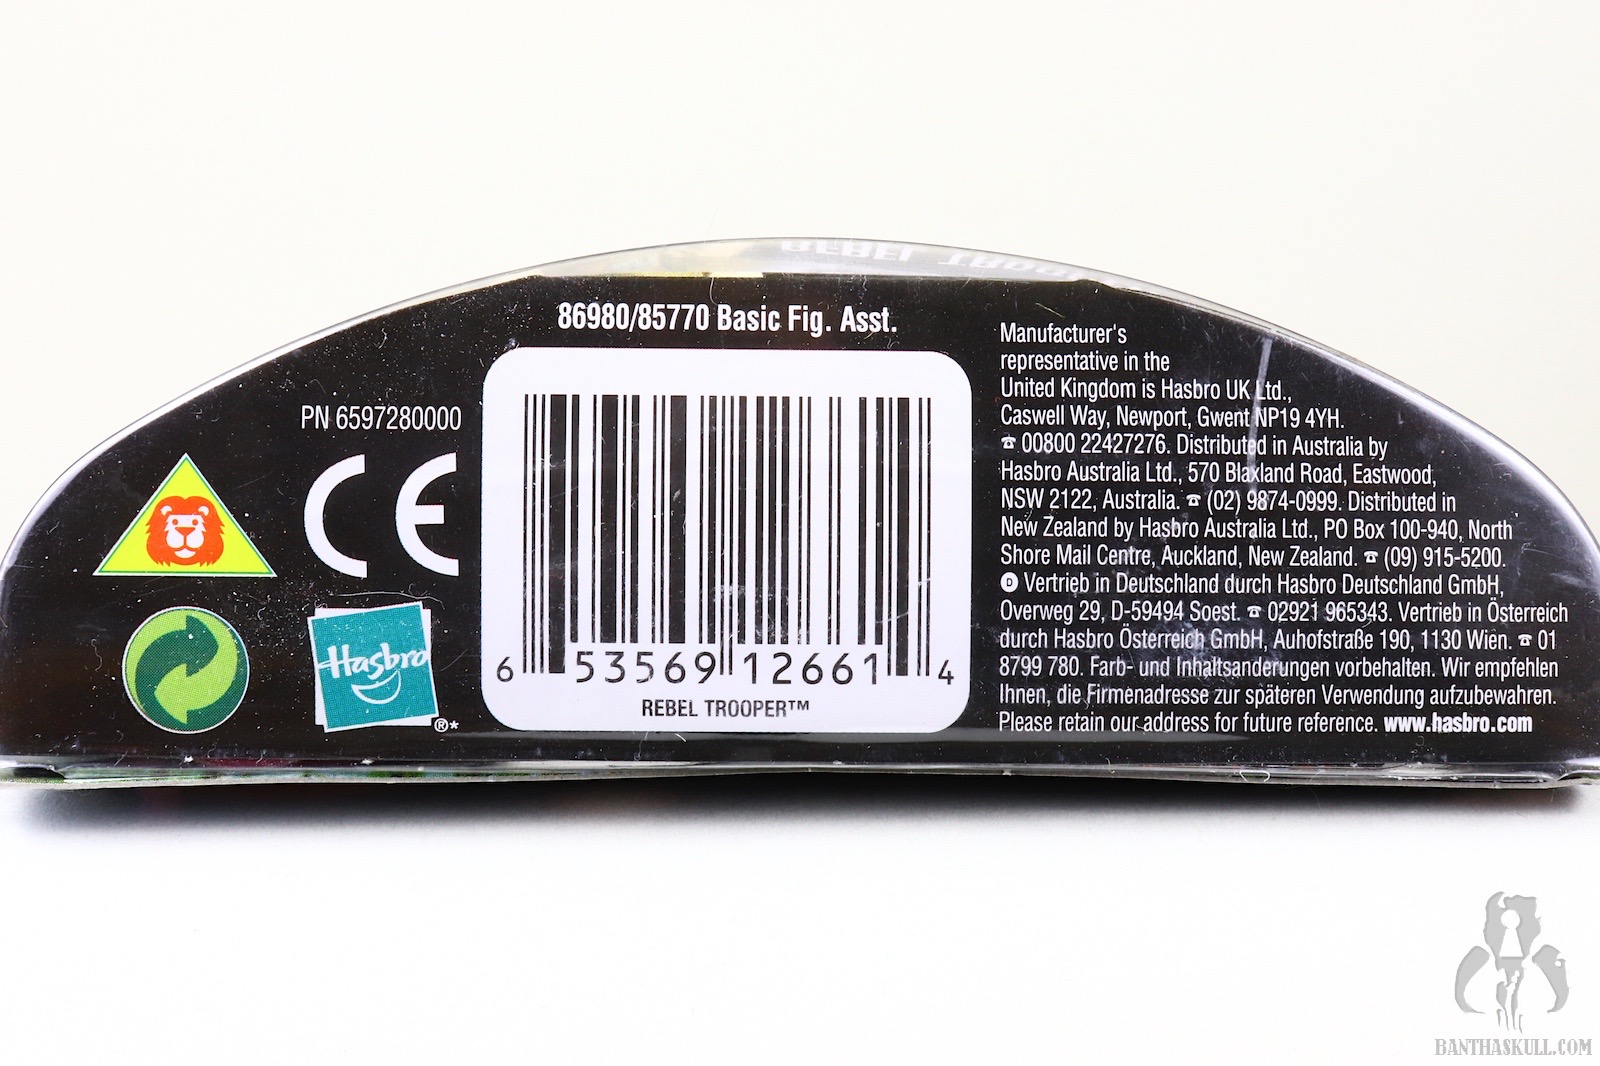 REBEL TROOP
86980/85770 Basic Fig. Asst.
PN 6597280000
CE
Hasbro
®*
6 53569 12661 4
REBEL TROOPER™
Manufacturer's
representative in the
United Kingdom is Hasbro UK Ltd.,
Caswell Way, Newport, Gwent NP19 4YH.
☎ 00800 22427276. Distributed in Australia by
Hasbro Australia Ltd., 570 Blaxland Road, Eastwood,
NSW 2122, Australia. ☎ (02) 9874-0999. Distributed in
New Zealand by Hasbro Australia Ltd., PO Box 100-940, North
Shore Mail Centre, Auckland, New Zealand. ☎ (09) 915-5200.
D Vertrieb in Deutschland durch Hasbro Deutschland GmbH,
Overweg 29, D-59494 Soest. ☎ 02921 965343. Vertrieb in Österreich
durch Hasbro Österreich GmbH, Auhofstraße 190, 1130 Wien. ☎ 01
8799 780. Farb- und Inhaltsanderungen vorbehalten. Wir empfehlen
Ihnen, die Firmenadresse zur späteren Verwendung aufzubewahren.
Please retain our address for future reference. www.hasbro.com
BANTHASKULL.COM